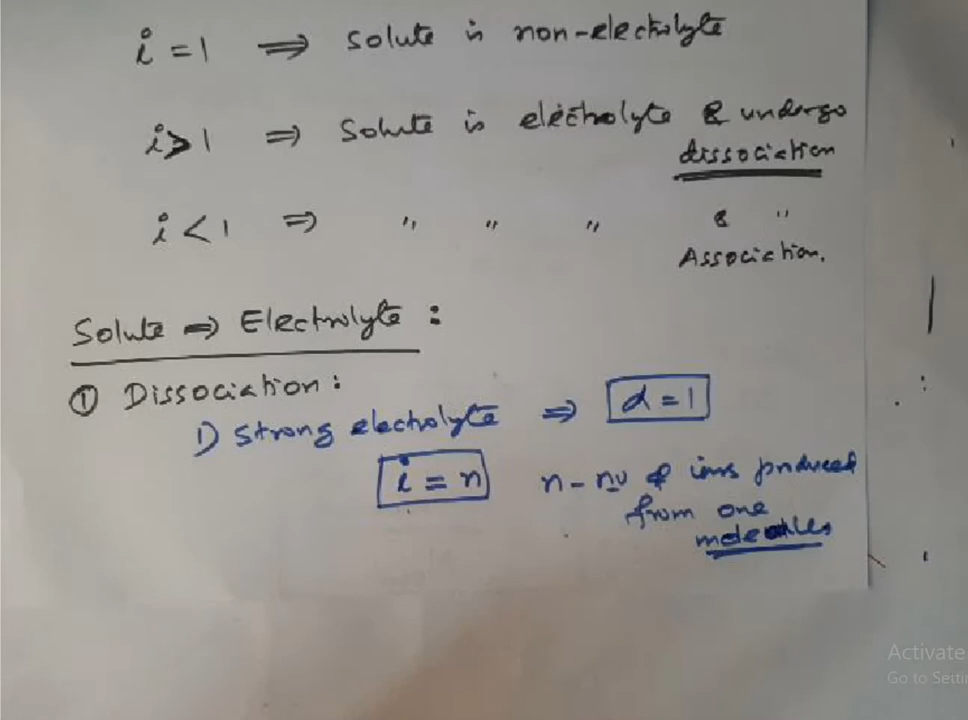 i = 1 ⇒ solute is non-electrolyte
i > 1 ⇒ Solute is electrolyte & undergo
dissociation
i < 1 ⇒ " " " & "
Association.
Solute ⇒ Electrolyte :
① Dissociation :
1) Strong electrolyte ⇒ α = 1
i = n n - no of ions produced
from one
molecules
Activate
Go to Settin